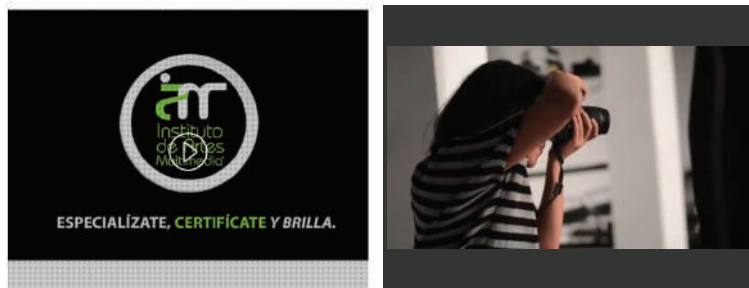 iam
Instituto
de Artes
Multimedia
ESPECIALÍZATE, CERTIFÍCATE Y BRILLA.